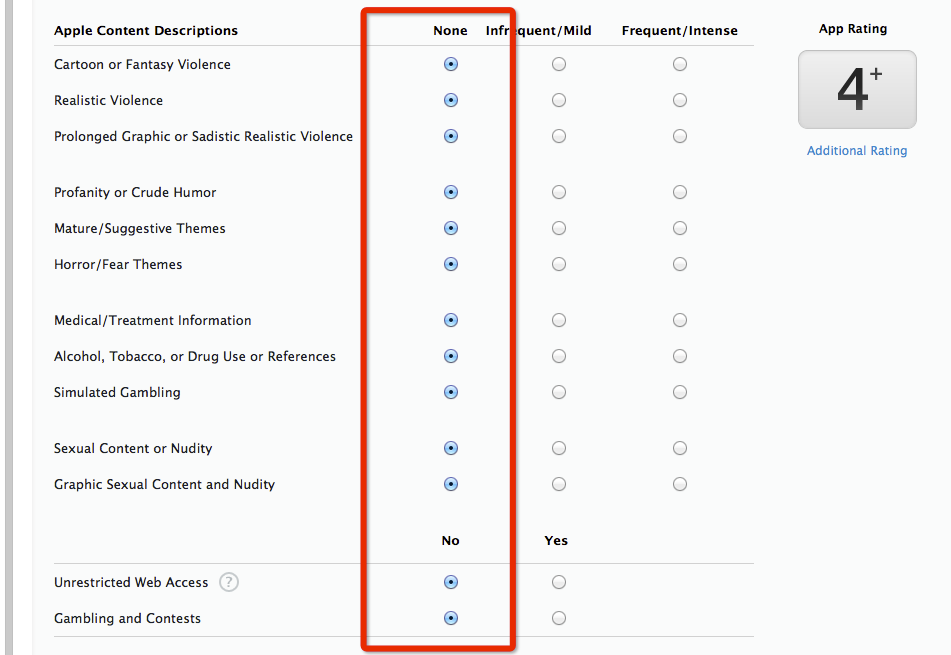 Apple Content Descriptions None Infrequent/Mild Frequent/Intense App Rating
Cartoon or Fantasy Violence
4+
Realistic Violence
Prolonged Graphic or Sadistic Realistic Violence
Additional Rating
Profanity or Crude Humor
Mature/Suggestive Themes
Horror/Fear Themes
Medical/Treatment Information
Alcohol, Tobacco, or Drug Use or References
Simulated Gambling
Sexual Content or Nudity
Graphic Sexual Content and Nudity
No Yes
Unrestricted Web Access ?
Gambling and Contests